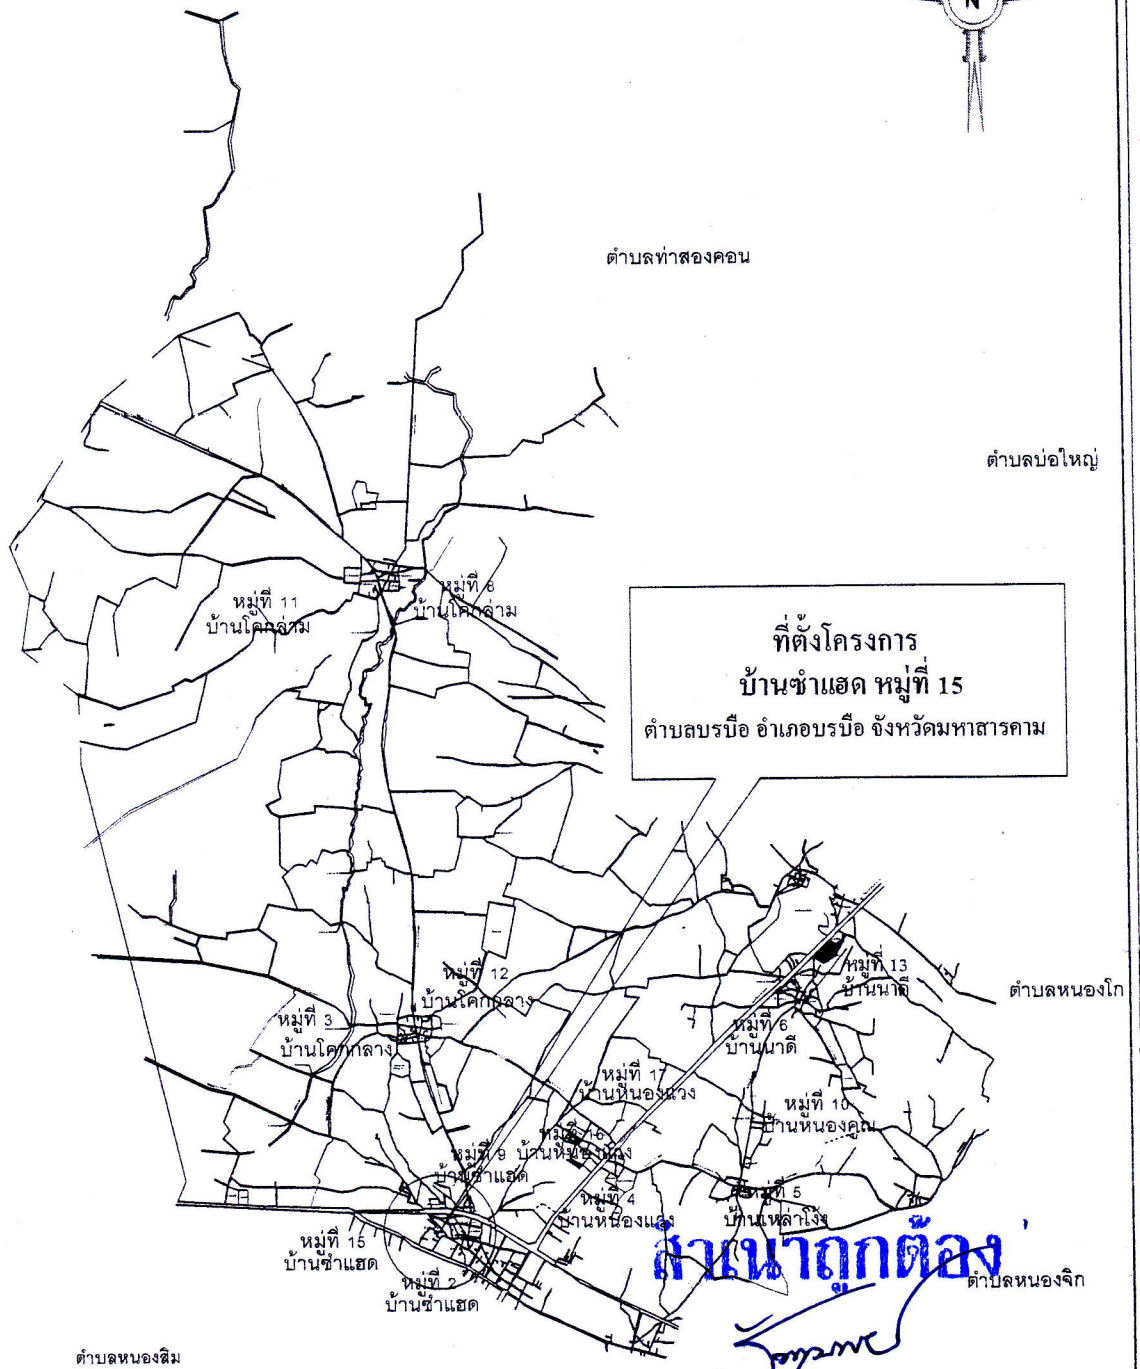 N
ตำบลท่าสองคอน
ตำบลบ่อใหญ่
หมู่ที่ 11
บ้านโคกล่าม
หมู่ที่ 8
บ้านโคกล่าม
ที่ตั้งโครงการ
บ้านซำแฮด หมู่ที่ 15
ตำบลบรบือ อำเภอบรบือ จังหวัดมหาสารคาม
หมู่ที่ 12
บ้านโคกกลาง
หมู่ที่ 13
บ้านนาดี
ตำบลหนองโก
หมู่ที่ 3
บ้านโคกกลาง
หมู่ที่ 6
บ้านนาดี
หมู่ที่ 17
บ้านหนองแวง
หมู่ที่ 10
บ้านหนองคูณ
หมู่ที่ 16
บ้านหนองแวง
หมู่ที่ 9
บ้านซำแฮด
หมู่ที่ 4
บ้านหนองแวง
หมู่ที่ 5
บ้านเหล่าโง้ง
หมู่ที่ 15
บ้านซำแฮด
หมู่ที่ 2
บ้านซำแฮด
สำเนาถูกต้อง
ตำบลหนองจิก
ตำบลหนองสิม